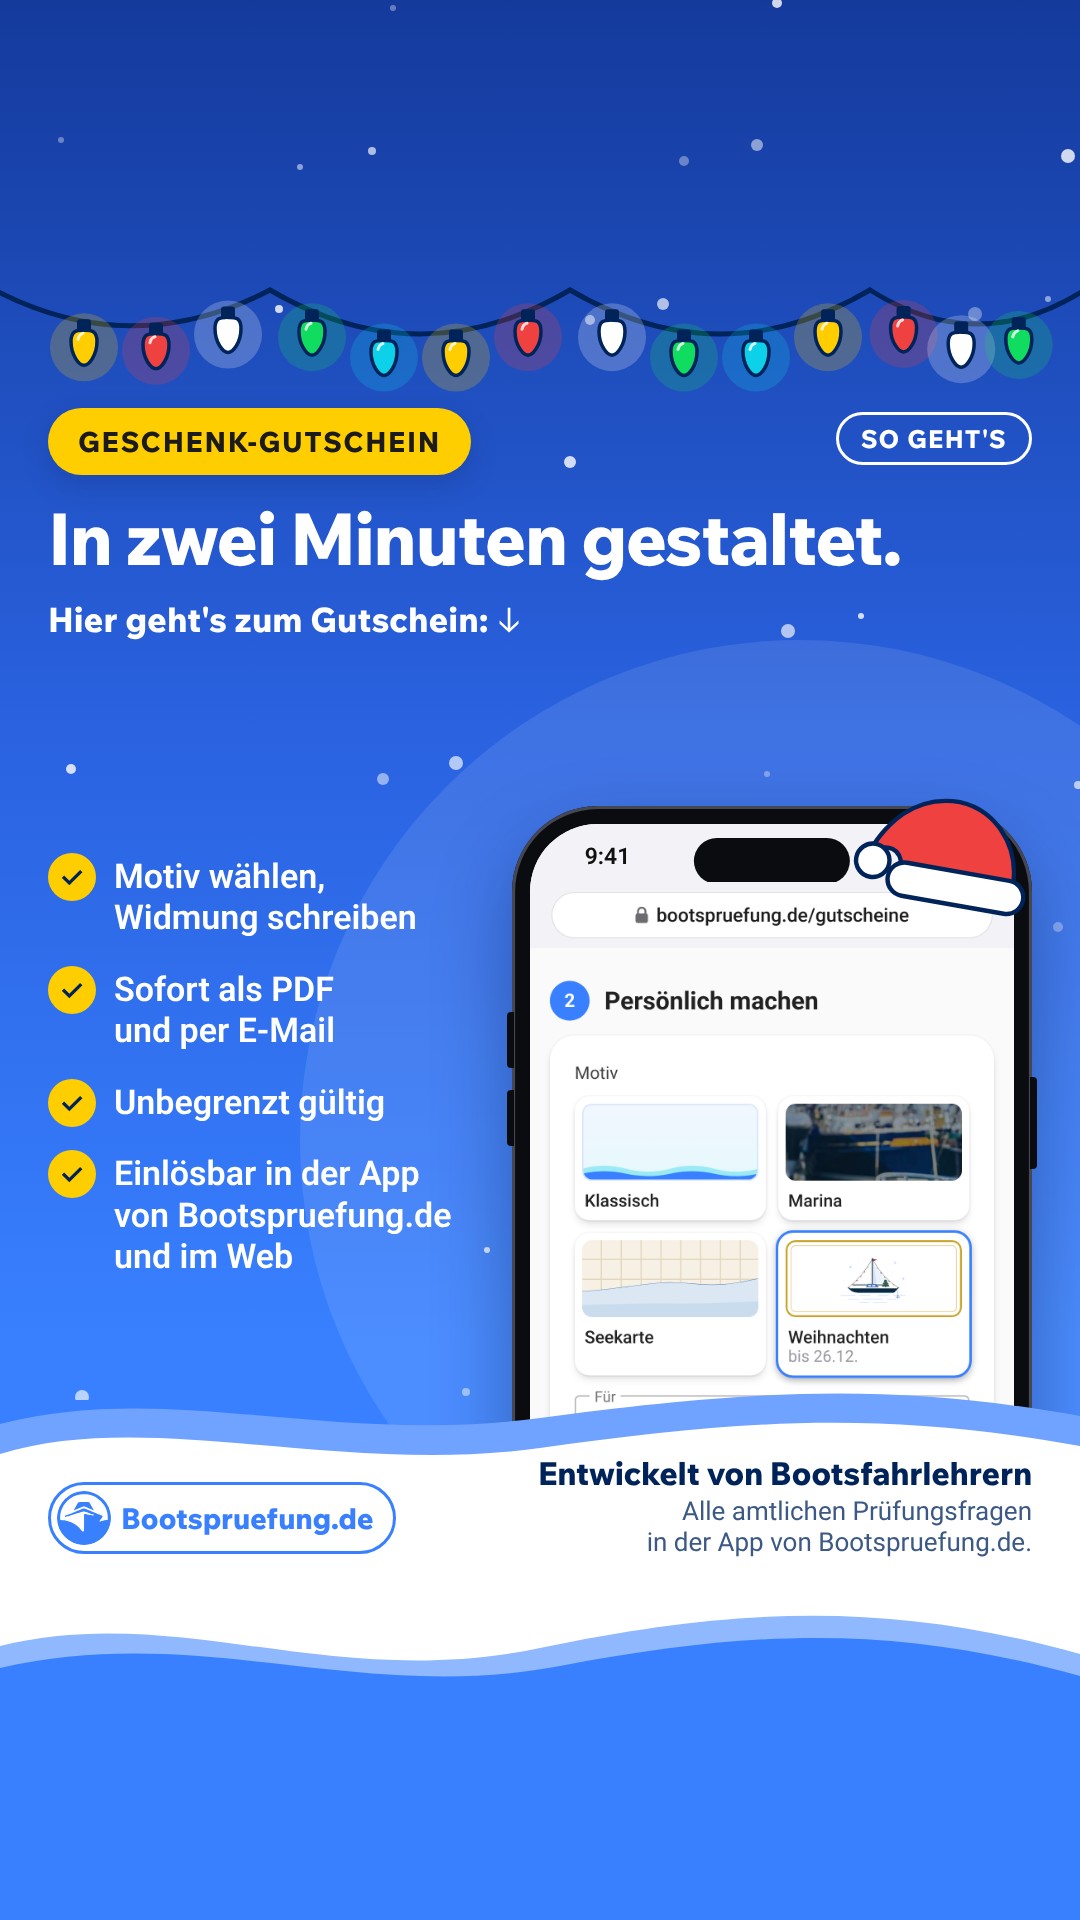 GESCHENK-GUTSCHEIN
SO GEHT'S
In zwei Minuten gestaltet.
Hier geht's zum Gutschein: ↓
Motiv wählen,
Widmung schreiben
Sofort als PDF
und per E-Mail
Unbegrenzt gültig
Einlösbar in der App
von Bootspruefung.de
und im Web
9:41
bootspruefung.de/gutscheine
2 Persönlich machen
Motiv
Klassisch
Marina
Seekarte
Weihnachten
bis 26.12.
Für
Bootspruefung.de
Entwickelt von Bootsfahrlehrern
Alle amtlichen Prüfungsfragen
in der App von Bootspruefung.de.